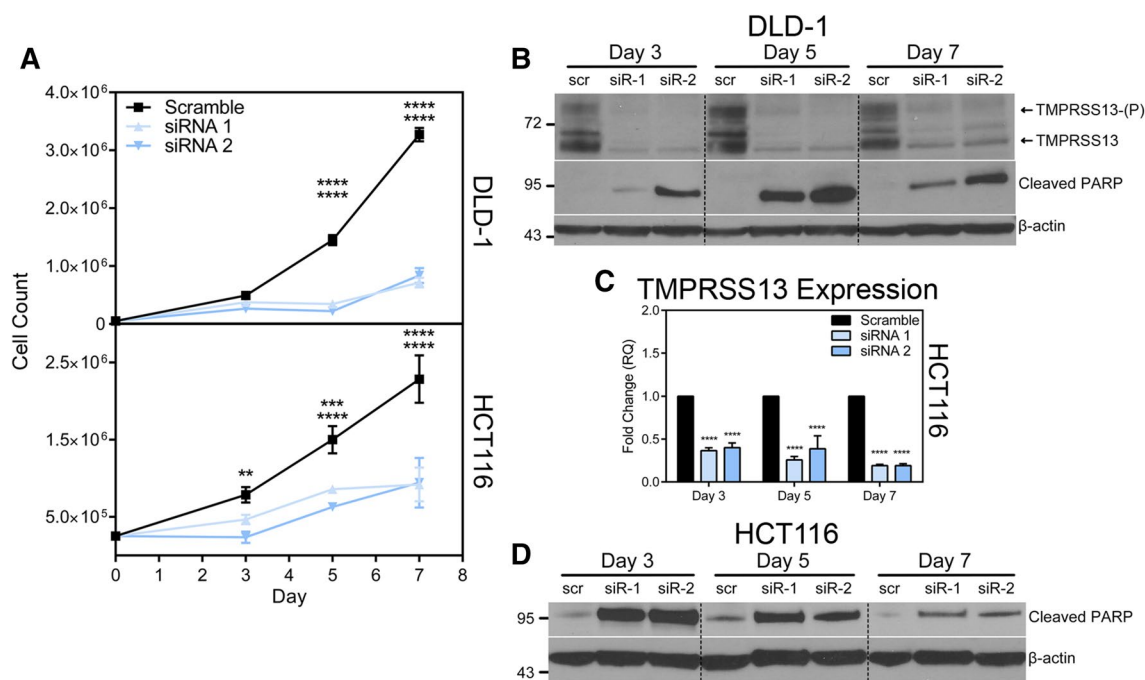 A
4.0×10⁶
3.0×10⁶
2.0×10⁶
1.0×10⁶
0
Scramble
siRNA 1
siRNA 2
****
****
****
****
DLD-1
Cell Count
2.5×10⁶
1.5×10⁶
5.0×10⁵
**
***
****
****
****
HCT116
0 1 2 3 4 5 6 7 8
Day
B
DLD-1
Day 3 Day 5 Day 7
scr siR-1 siR-2 scr siR-1 siR-2 scr siR-1 siR-2
72
95
43
←TMPRSS13-(P)
←TMPRSS13
Cleaved PARP
β-actin
C
TMPRSS13 Expression
Fold Change (RQ)
2.0
1.5
1.0
0.5
0.0
Scramble
siRNA 1
siRNA 2
**** **** **** **** **** ****
Day 3 Day 5 Day 7
HCT116
D
HCT116
Day 3 Day 5 Day 7
scr siR-1 siR-2 scr siR-1 siR-2 scr siR-1 siR-2
95
43
Cleaved PARP
β-actin